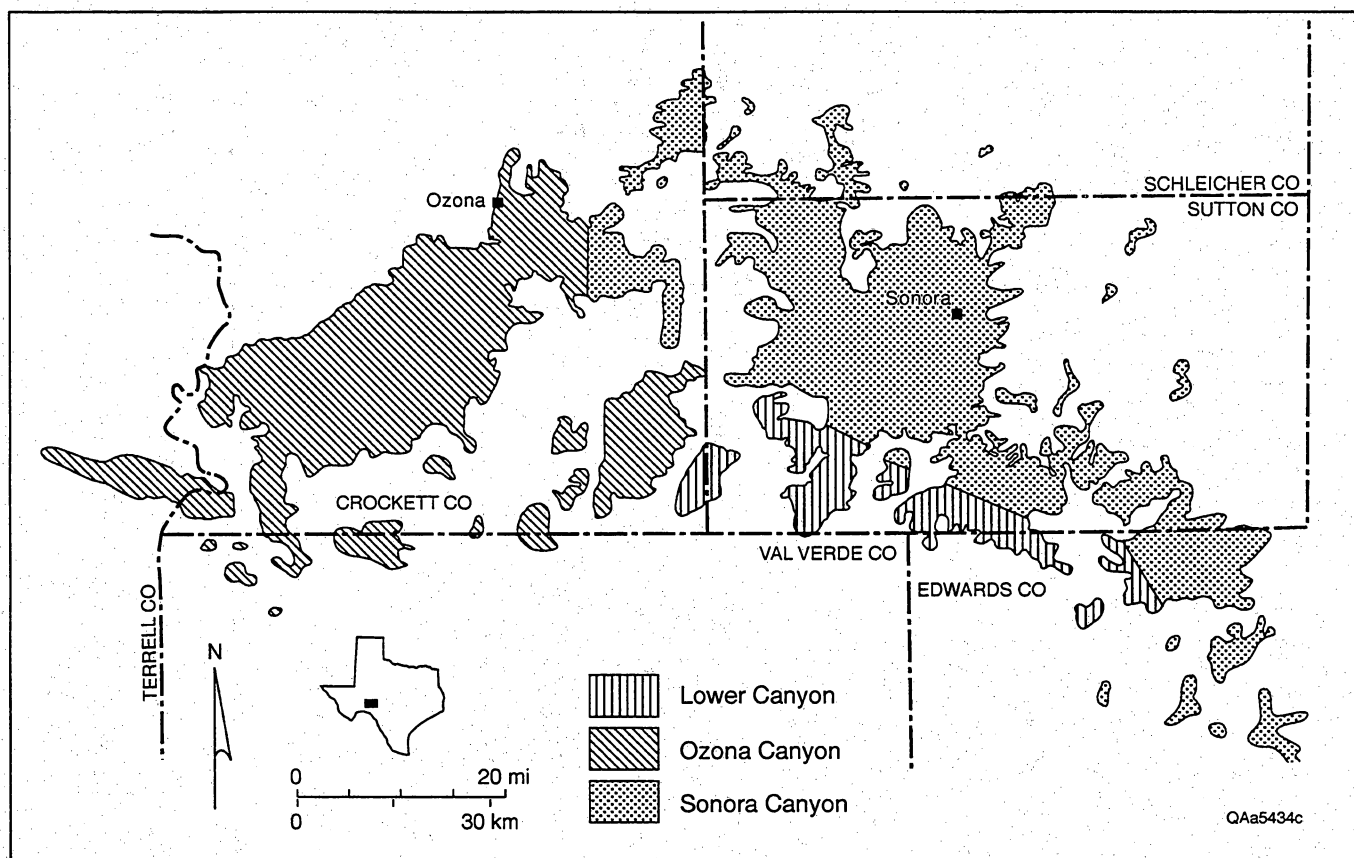 Ozona
SCHLEICHER CO
SUTTON CO
Sonora
CROCKETT CO
VAL VERDE CO
EDWARDS CO
TERRELL CO
N
0 20 mi
0 30 km
Lower Canyon
Ozona Canyon
Sonora Canyon
QAa5434c